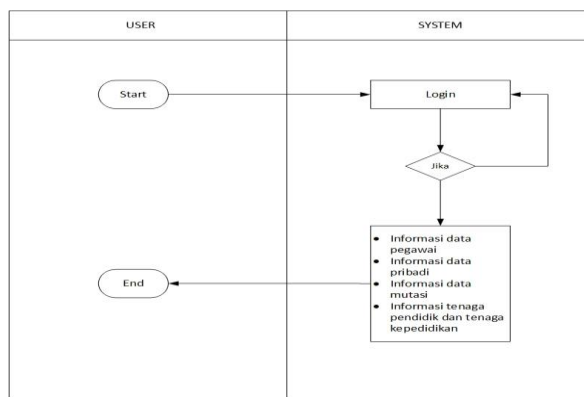 USER
SYSTEM
Start
Login
Jika
• Informasi data
pegawai
• Informasi data
pribadi
• Informasi data
mutasi
• Informasi tenaga
pendidik dan tenaga
kepedidikan
End